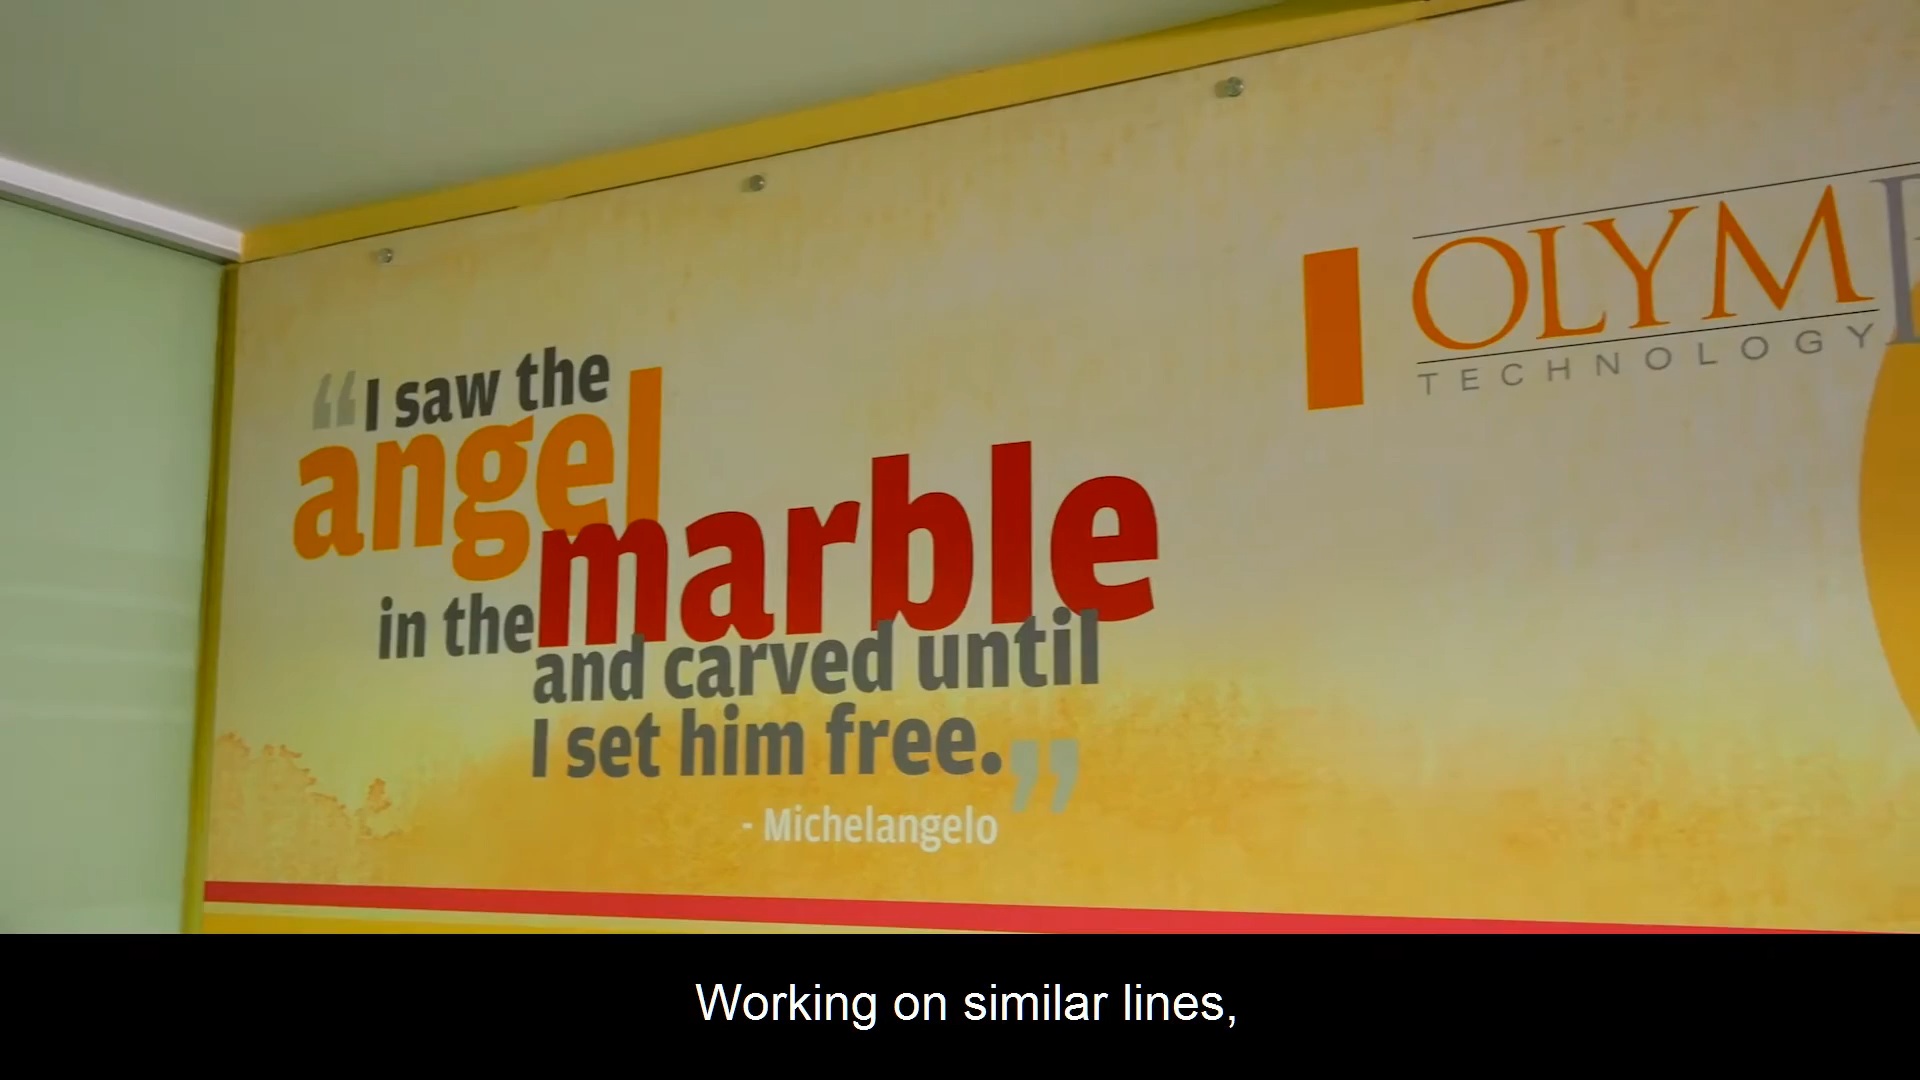 “I saw the
angel
in the marble
and carved until
I set him free.”
- Michelangelo
OLYM
TECHNOLOGY
Working on similar lines,